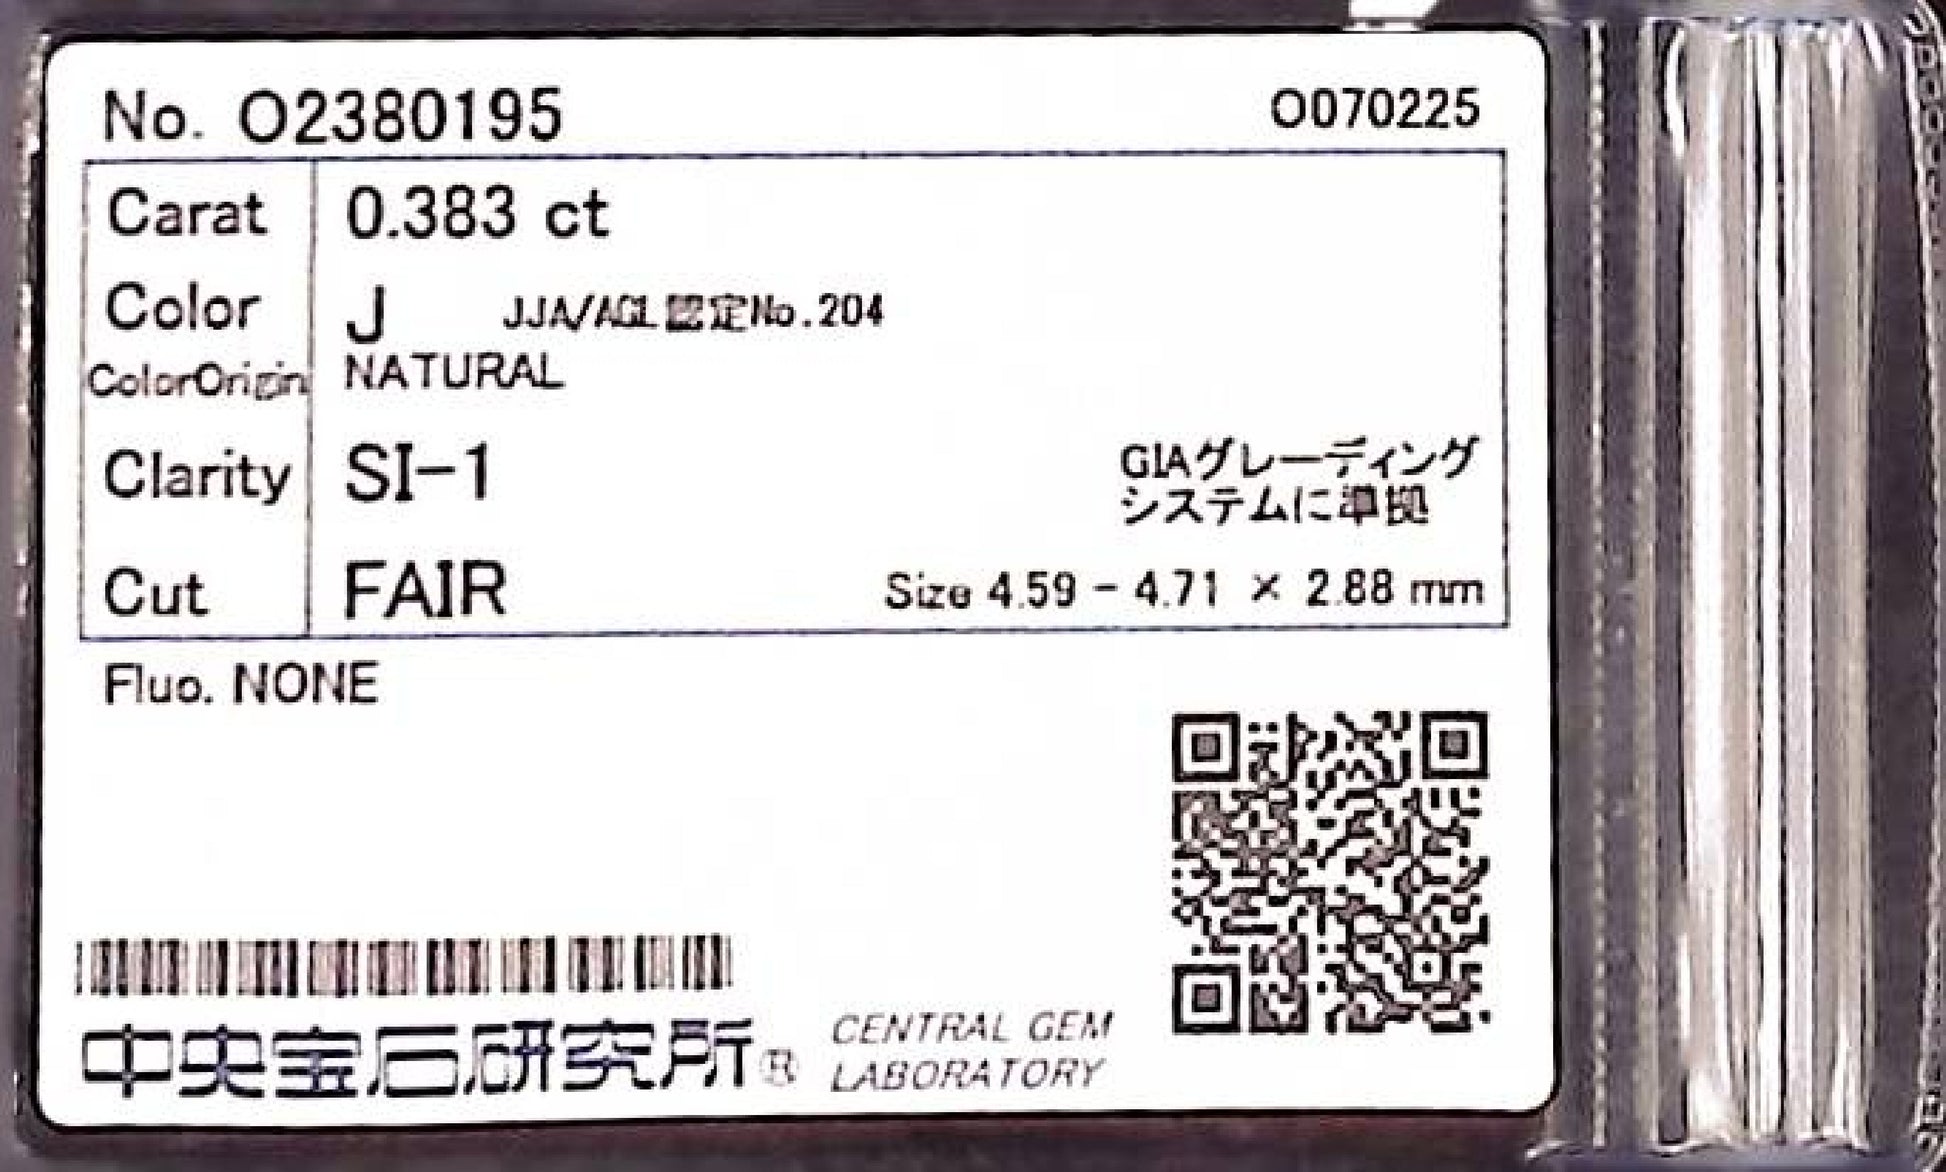 No. O2380195
O070225
Carat 0.383 ct
Color J JJA/AGL認定No.204
ColorOrigin NATURAL
Clarity SI-1
GIAグレーディング
システムに準拠
Cut FAIR Size 4.59 - 4.71 × 2.88 mm
Fluo. NONE
中央宝石研究所® CENTRAL GEM
LABORATORY